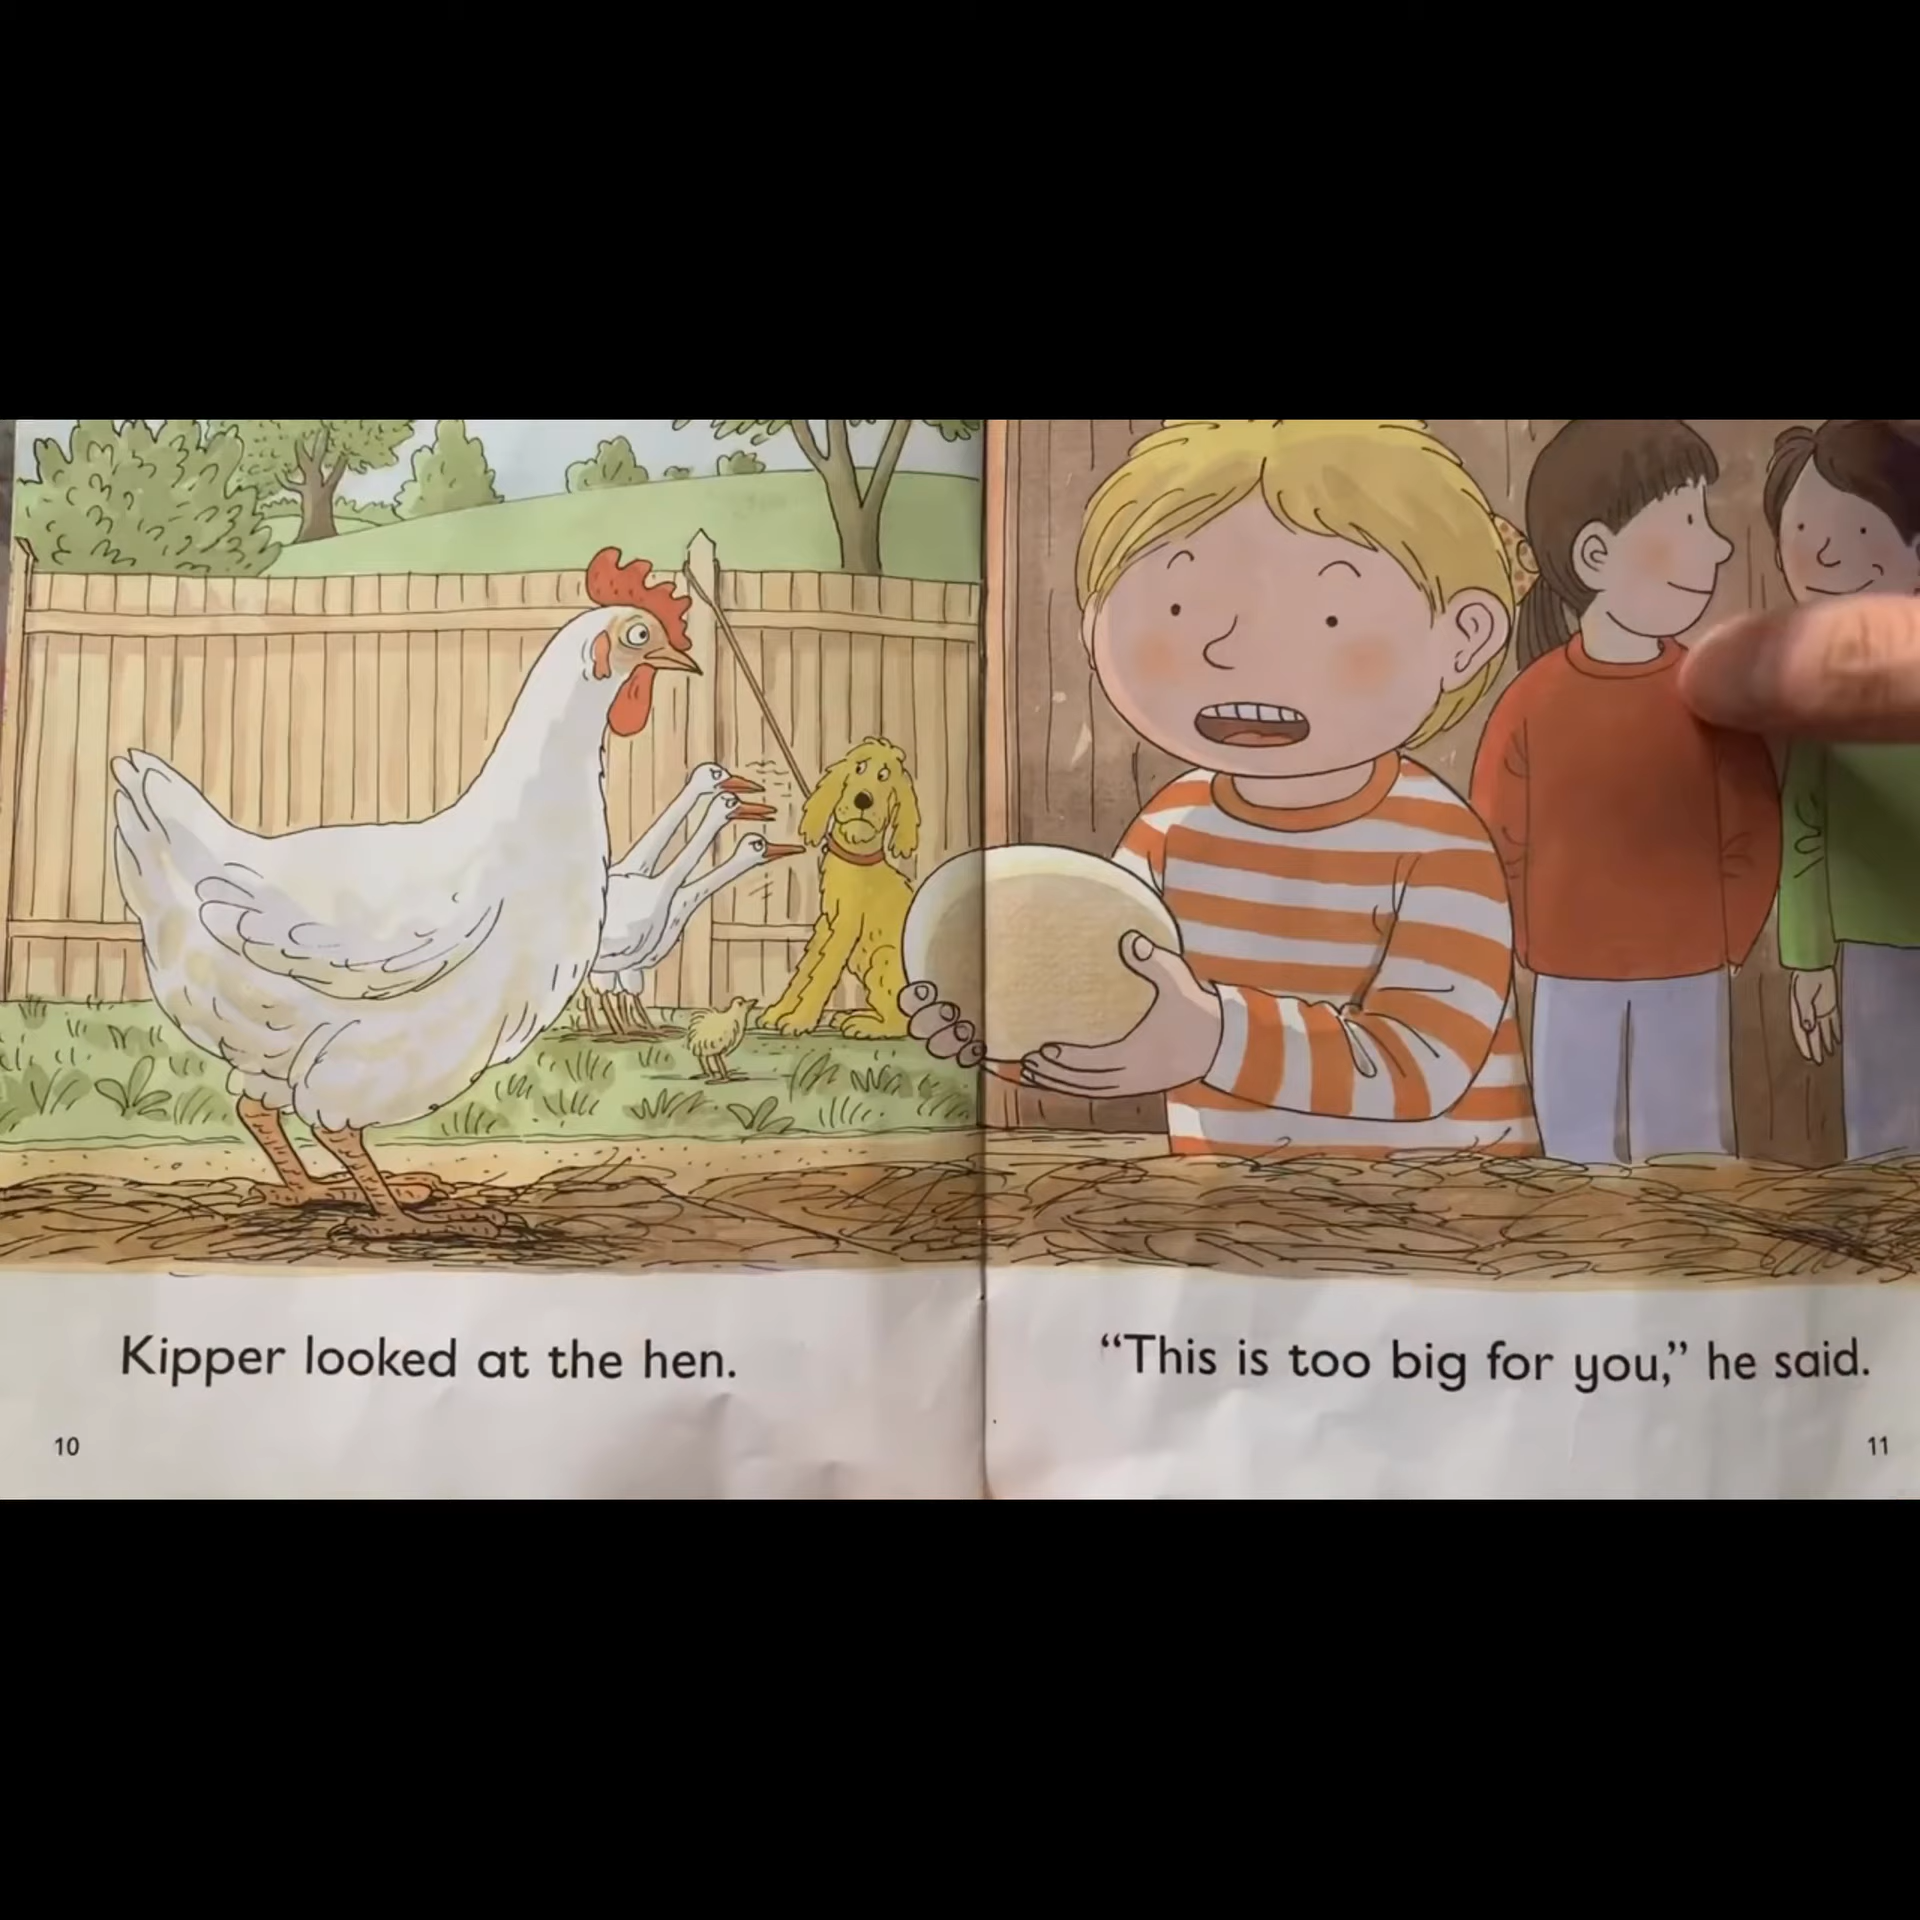 Kipper looked at the hen.
10
“This is too big for you,” he said.
11